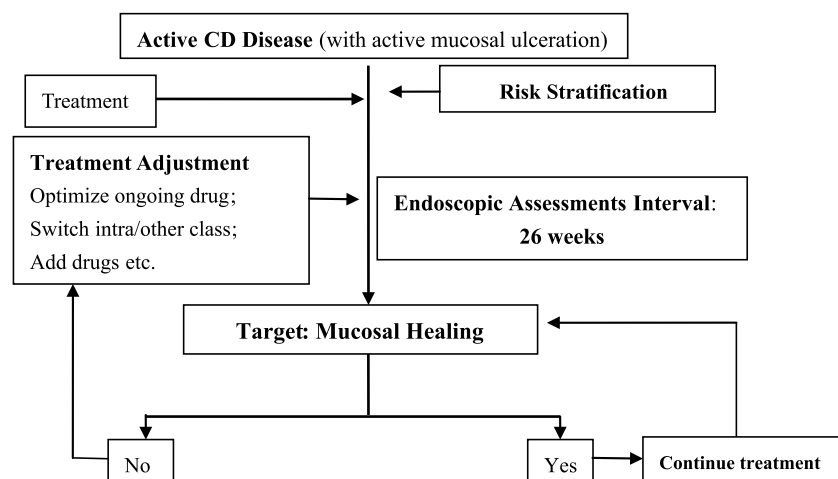 Active CD Disease (with active mucosal ulceration)
Treatment
Risk Stratification
Treatment Adjustment
Optimize ongoing drug;
Switch intra/other class;
Add drugs etc.
Endoscopic Assessments Interval:
26 weeks
Target: Mucosal Healing
No
Yes
Continue treatment